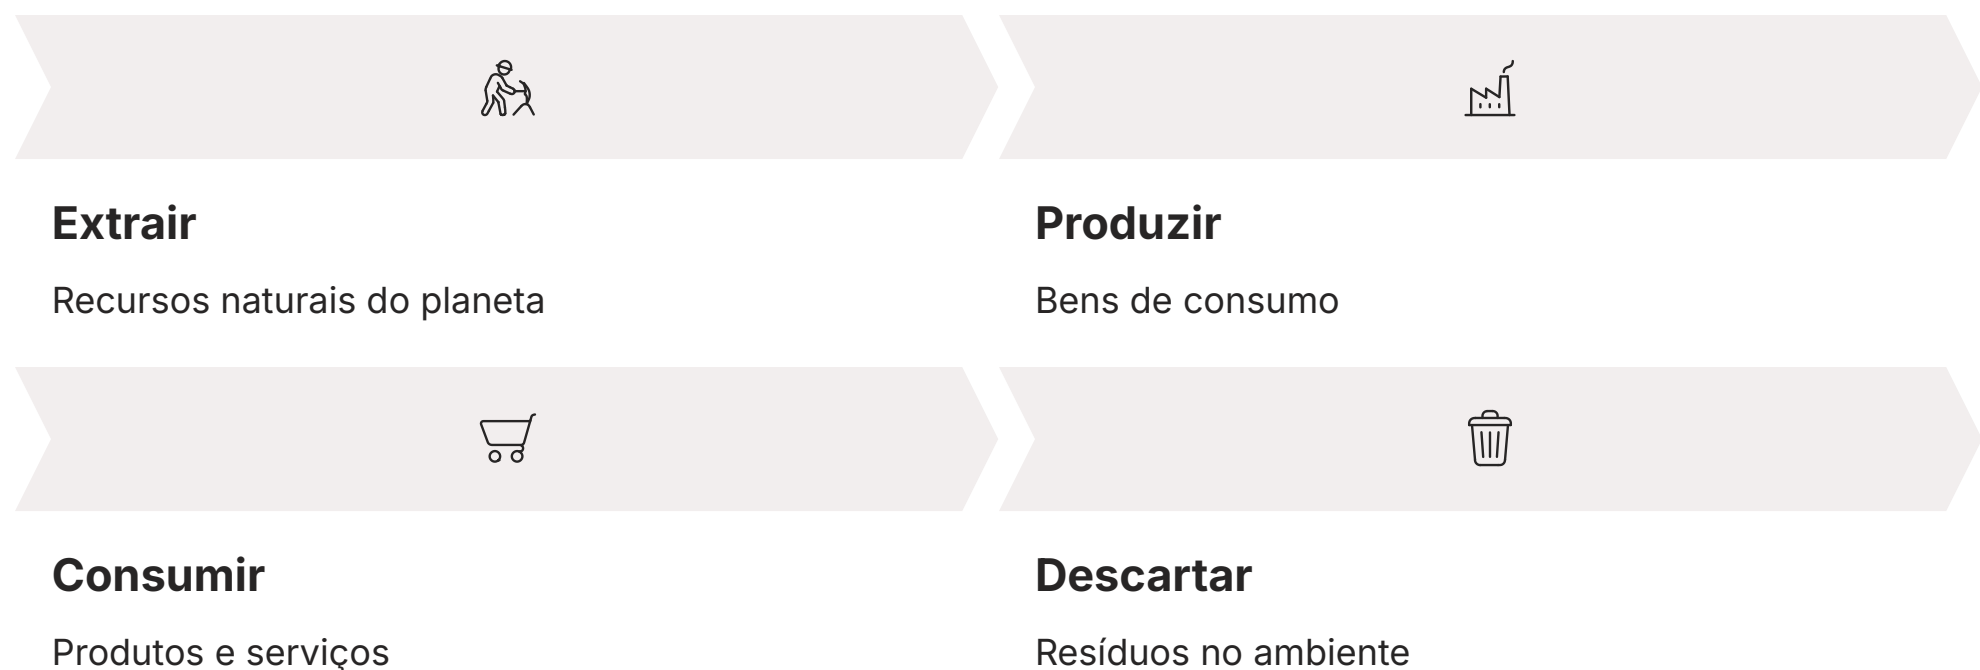 Extrair
Recursos naturais do planeta
Produzir
Bens de consumo
Consumir
Produtos e serviços
Descartar
Resíduos no ambiente